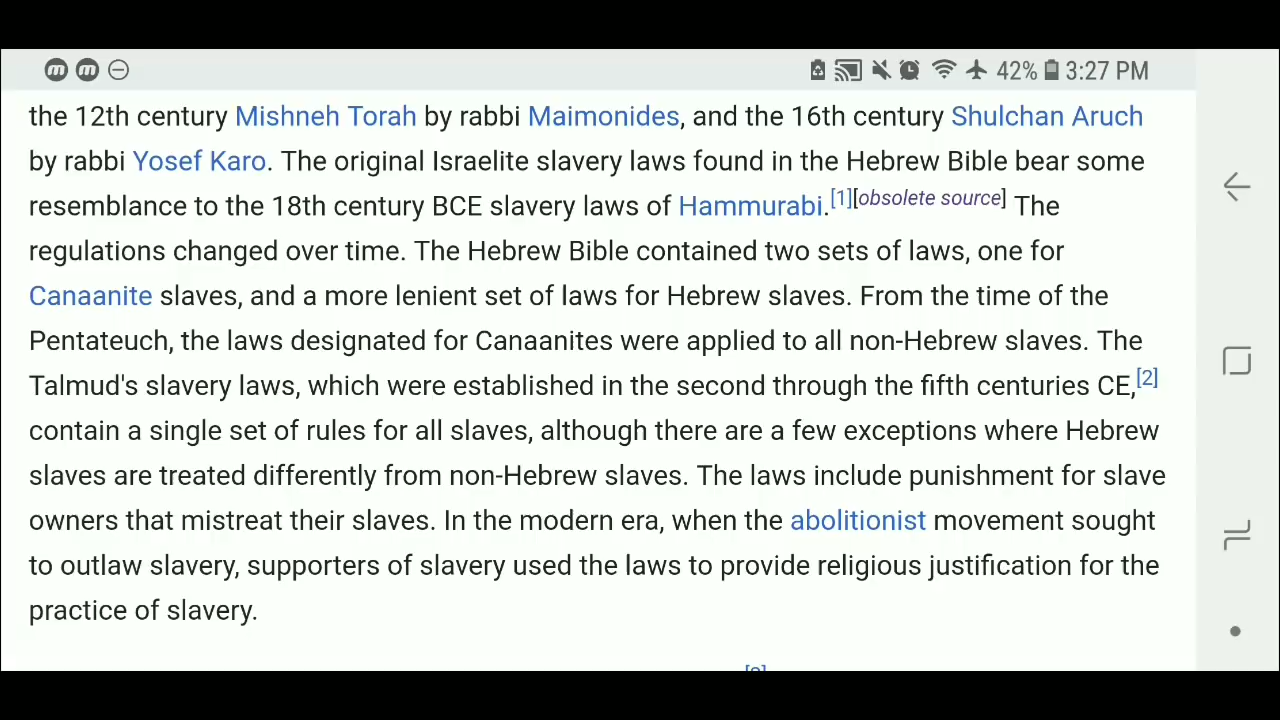 42% 3:27 PM
the 12th century Mishneh Torah by rabbi Maimonides, and the 16th century Shulchan Aruch
by rabbi Yosef Karo. The original Israelite slavery laws found in the Hebrew Bible bear some
resemblance to the 18th century BCE slavery laws of Hammurabi.[1][obsolete source] The
regulations changed over time. The Hebrew Bible contained two sets of laws, one for
Canaanite slaves, and a more lenient set of laws for Hebrew slaves. From the time of the
Pentateuch, the laws designated for Canaanites were applied to all non-Hebrew slaves. The
Talmud's slavery laws, which were established in the second through the fifth centuries CE,[2]
contain a single set of rules for all slaves, although there are a few exceptions where Hebrew
slaves are treated differently from non-Hebrew slaves. The laws include punishment for slave
owners that mistreat their slaves. In the modern era, when the abolitionist movement sought
to outlaw slavery, supporters of slavery used the laws to provide religious justification for the
practice of slavery.